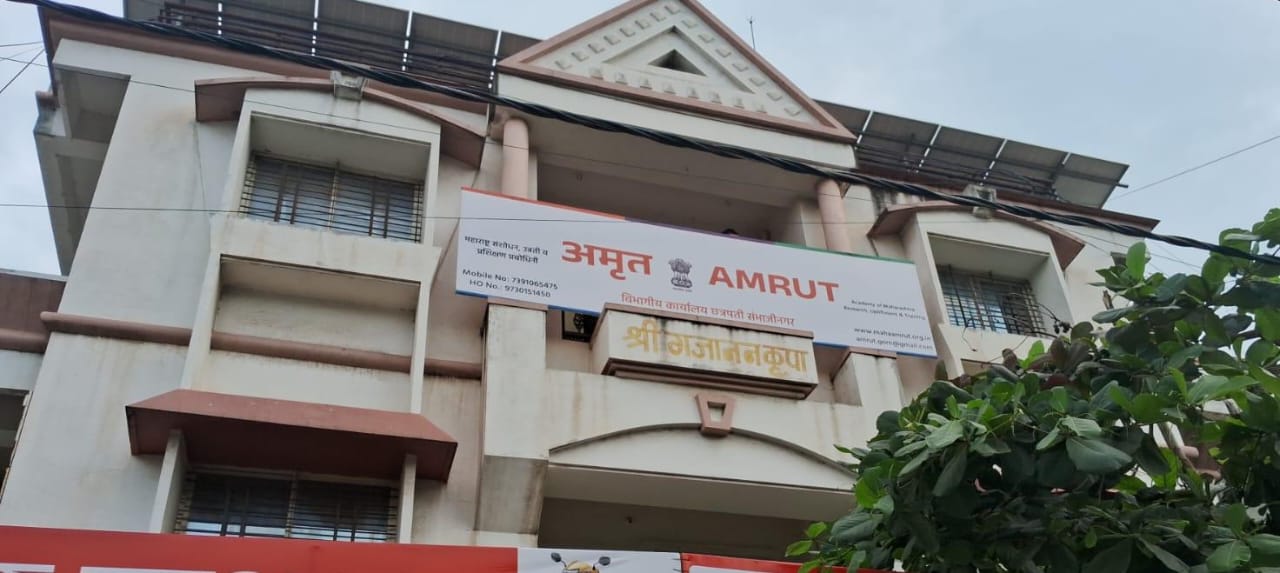 महाराष्ट्र संशोधन, उन्नती व
प्रशिक्षण प्रबोधिनी
Mobile No: 7391065475
HO No.: 9730151450
अमृत AMRUT
Academy of Maharashtra
Research, Upliftment & Training
विभागीय कार्यालय छत्रपती संभाजीनगर
www.mahaamrut.org.in
amrut.gom@gmail.com
श्री गजानन कृपा